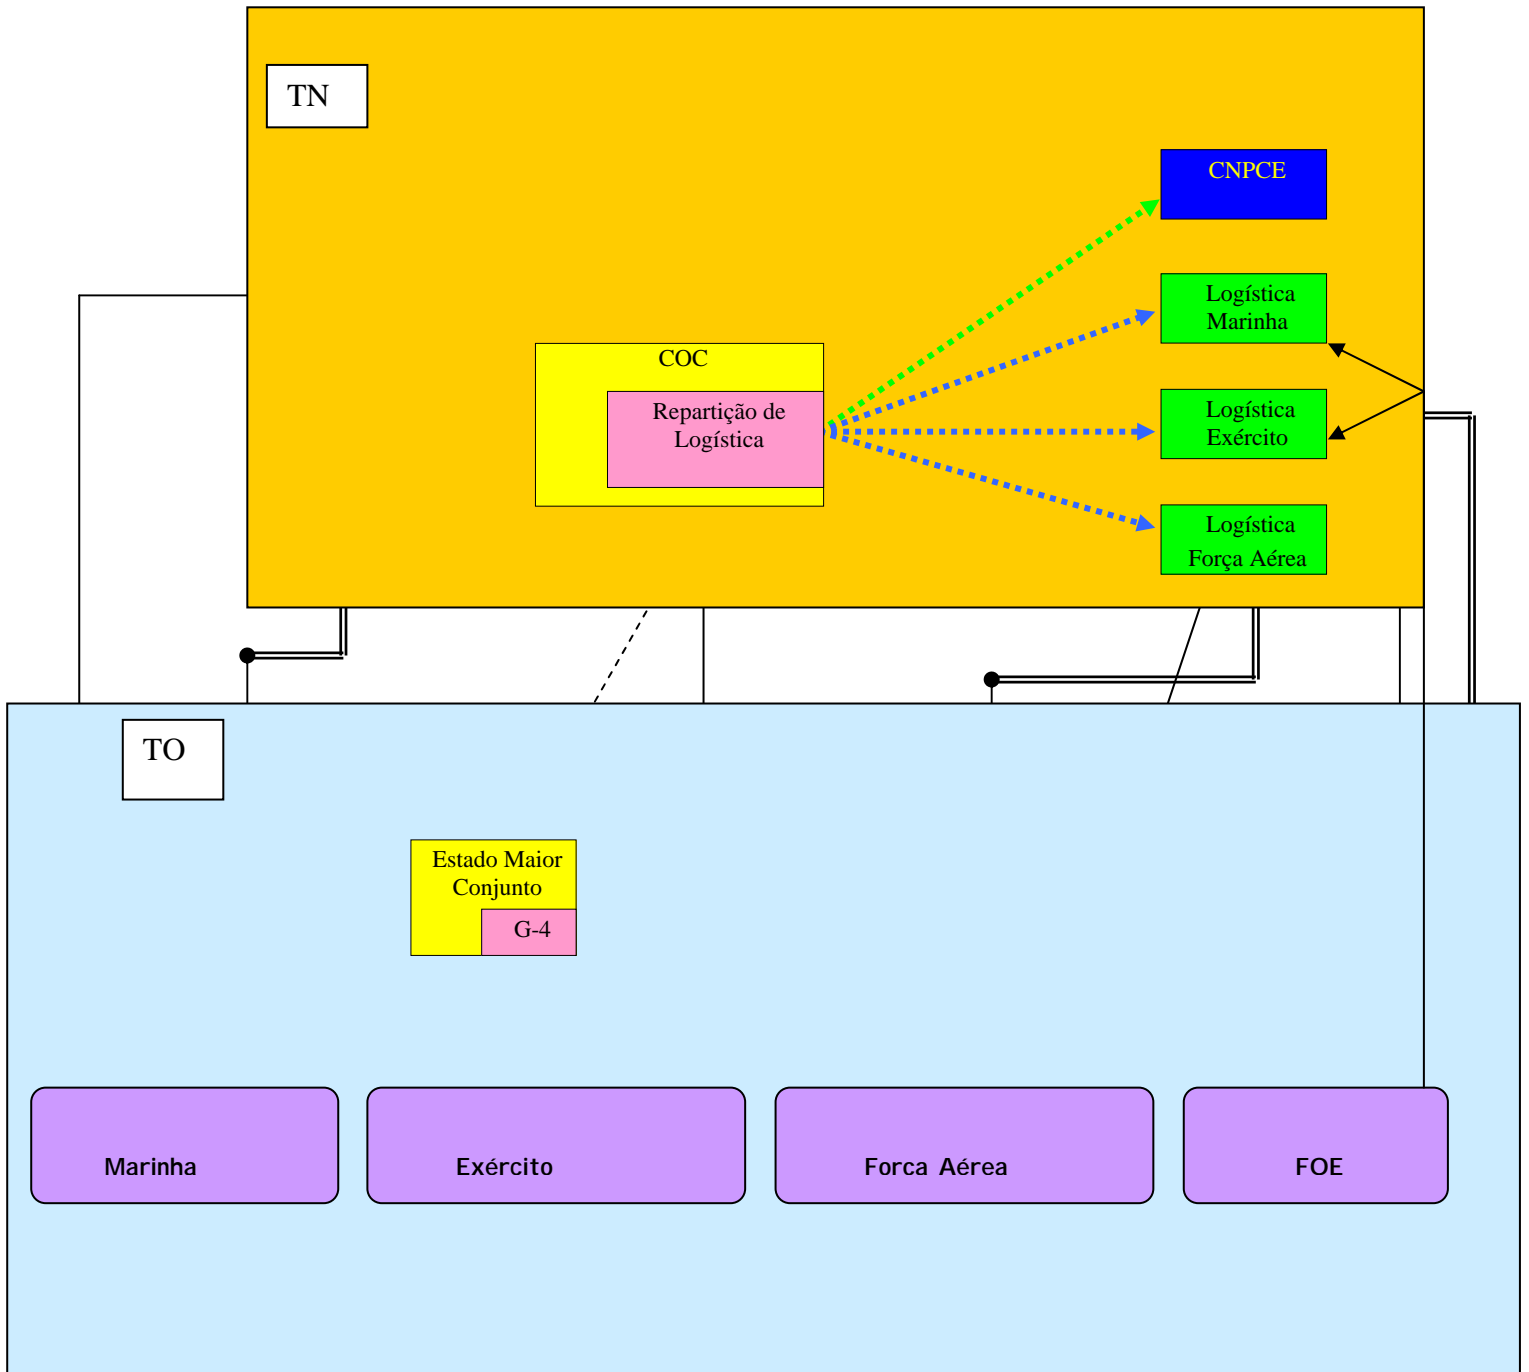 TN
CNPCE
Logística
Marinha
COC
Repartição de
Logística
Logística
Exército
Logística
Força Aérea
TO
Estado Maior
Conjunto
G-4
Marinha
Exército
Forca Aérea
FOE